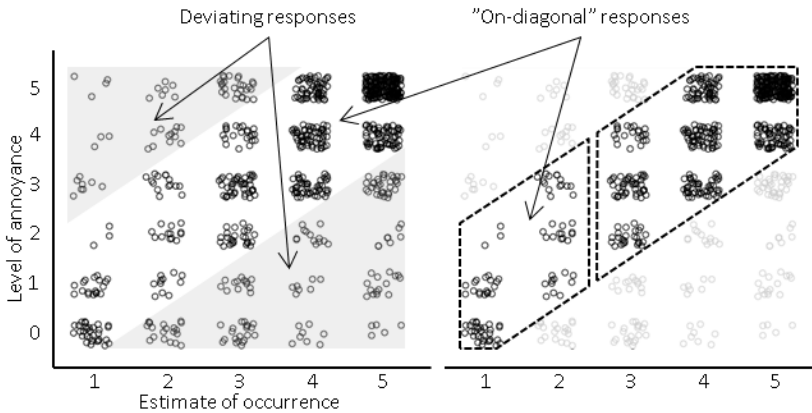 Deviating responses
”On-diagonal” responses
Level of annoyance
5
4
3
2
1
0
1 2 3 4 5
1 2 3 4 5
Estimate of occurrence